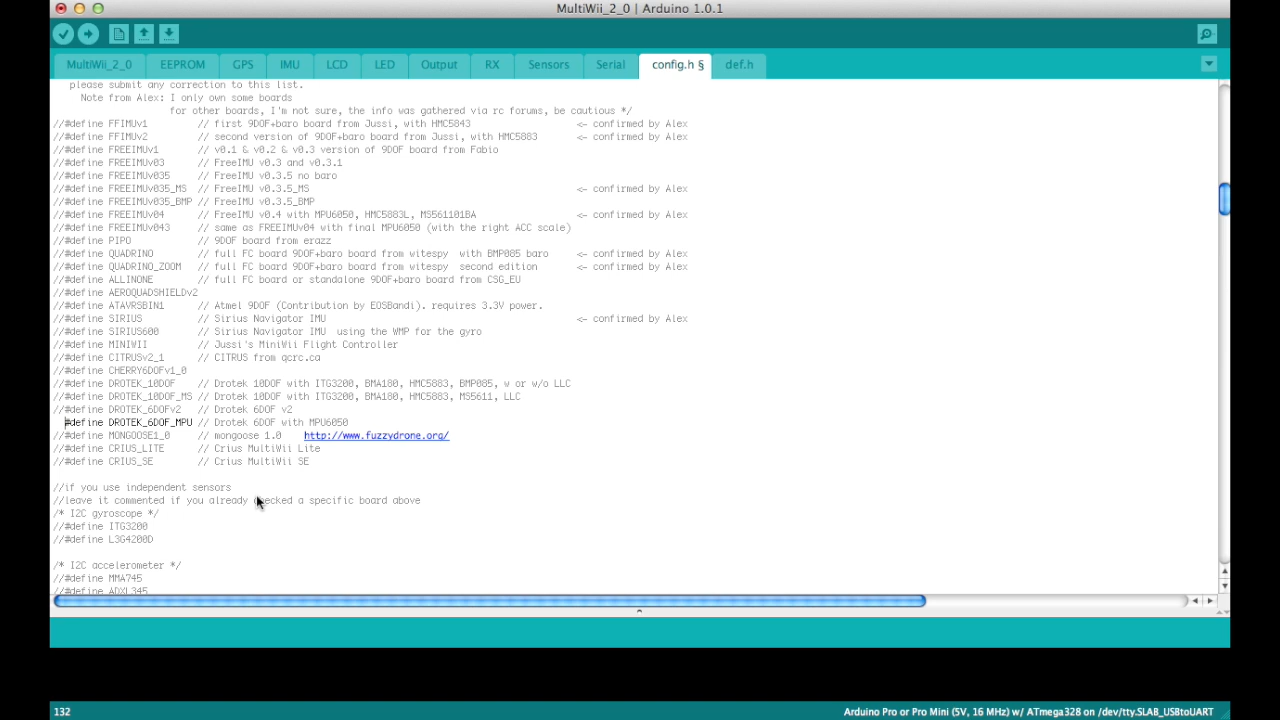 MultiWii_2_0 | Arduino 1.0.1
MultiWii_2_0 EEPROM GPS IMU LCD LED Output RX Sensors Serial config.h § def.h
please submit any correction to this list.
Note from Alex: I only own some boards
for other boards, I'm not sure, the info was gathered via rc forums, be cautious */
//#define FFIMUv1 // first 9DOF+baro board from Jussi, with HMC5843 <- confirmed by Alex
//#define FFIMUv2 // second version of 9DOF+baro board from Jussi, with HMC5883 <- confirmed by Alex
//#define FREEIMUv1 // v0.1 & v0.2 & v0.3 version of 9DOF board from Fabio
//#define FREEIMUv03 // FreeIMU v0.3 and v0.3.1
//#define FREEIMUv035 // FreeIMU v0.3.5 no baro
//#define FREEIMUv035_MS // FreeIMU v0.3.5_MS <- confirmed by Alex
//#define FREEIMUv035_BMP // FreeIMU v0.3.5_BMP
//#define FREEIMUv04 // FreeIMU v0.4 with MPU6050, HMC5883L, MS561101BA <- confirmed by Alex
//#define FREEIMUv043 // same as FREEIMUv04 with final MPU6050 (with the right ACC scale)
//#define PIPO // 9DOF board from erazz
//#define QUADRINO // full FC board 9DOF+baro board from witespy with BMP085 baro <- confirmed by Alex
//#define QUADRINO_ZOOM // full FC board 9DOF+baro board from witespy second edition <- confirmed by Alex
//#define ALLINONE // full FC board or standalone 9DOF+baro board from CSG_EU
//#define AEROQUADSHIELDv2
//#define ATAVRSBIN1 // Atmel 9DOF (Contribution by EOSBandi). requires 3.3V power.
//#define SIRIUS // Sirius Navigator IMU <- confirmed by Alex
//#define SIRIUS600 // Sirius Navigator IMU using the WMP for the gyro
//#define MINIWII // Jussi's MiniWii Flight Controller
//#define CITRUSv2_1 // CITRUS from qcrc.ca
//#define CHERRY6DOFv1_0
//#define DROTEK_10DOF // Drotek 10DOF with ITG3200, BMA180, HMC5883, BMP085, w or w/o LLC
//#define DROTEK_10DOF_MS // Drotek 10DOF with ITG3200, BMA180, HMC5883, MS5611, LLC
//#define DROTEK_6DOFv2 // Drotek 6DOF v2
#define DROTEK_6DOF_MPU // Drotek 6DOF with MPU6050
//#define MONGOOSE1_0 // mongoose 1.0 http://www.fuzzydrone.org/
//#define CRIUS_LITE // Crius MultiWii Lite
//#define CRIUS_SE // Crius MultiWii SE
//if you use independent sensors
//leave it commented if you already checked a specific board above
/* I2C gyroscope */
//#define ITG3200
//#define L3G4200D
/* I2C accelerometer */
//#define MMA745
//#define ADXL345
132 Arduino Pro or Pro Mini (5V, 16 MHz) w/ ATmega328 on /dev/tty.SLAB_USBtoUART